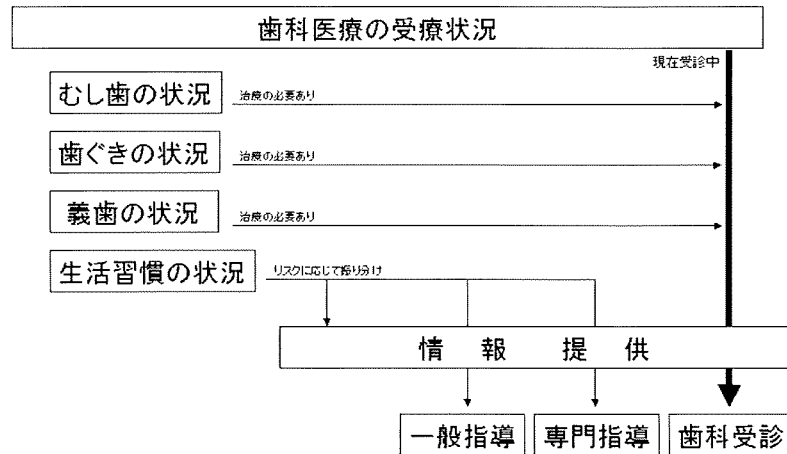 歯科医療の受療状況
現在受診中
むし歯の状況
治療の必要あり
歯ぐきの状況
治療の必要あり
義歯の状況
治療の必要あり
生活習慣の状況
リスクに応じて振り分け
情報提供
一般指導
専門指導
歯科受診